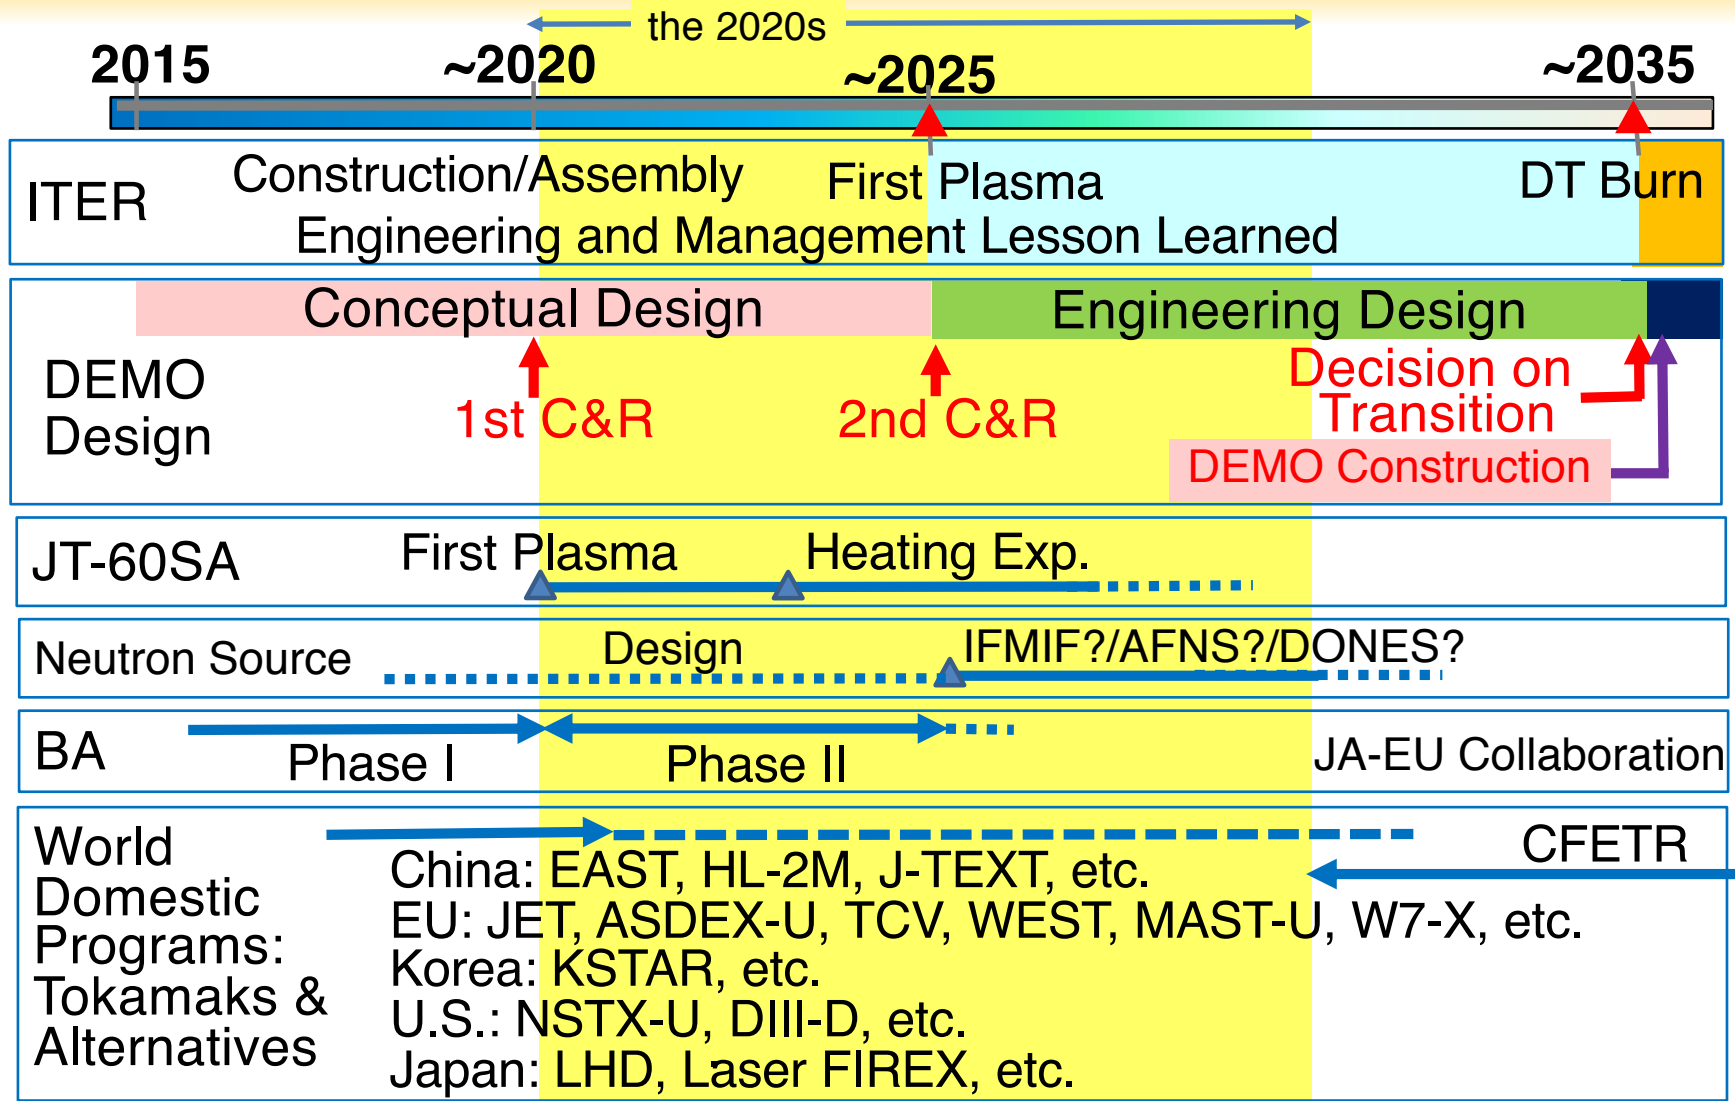 the 2020s
2015 ~2020 ~2025 ~2035
ITER
Construction/Assembly First Plasma DT Burn
Engineering and Management Lesson Learned
DEMO
Design
Conceptual Design Engineering Design
1st C&R 2nd C&R
Decision on
Transition
DEMO Construction
JT-60SA
First Plasma Heating Exp.
Neutron Source
Design IFMIF?/AFNS?/DONES?
BA
Phase I Phase II JA-EU Collaboration
World
Domestic
Programs:
Tokamaks &
Alternatives
CFETR
China: EAST, HL-2M, J-TEXT, etc.
EU: JET, ASDEX-U, TCV, WEST, MAST-U, W7-X, etc.
Korea: KSTAR, etc.
U.S.: NSTX-U, DIII-D, etc.
Japan: LHD, Laser FIREX, etc.